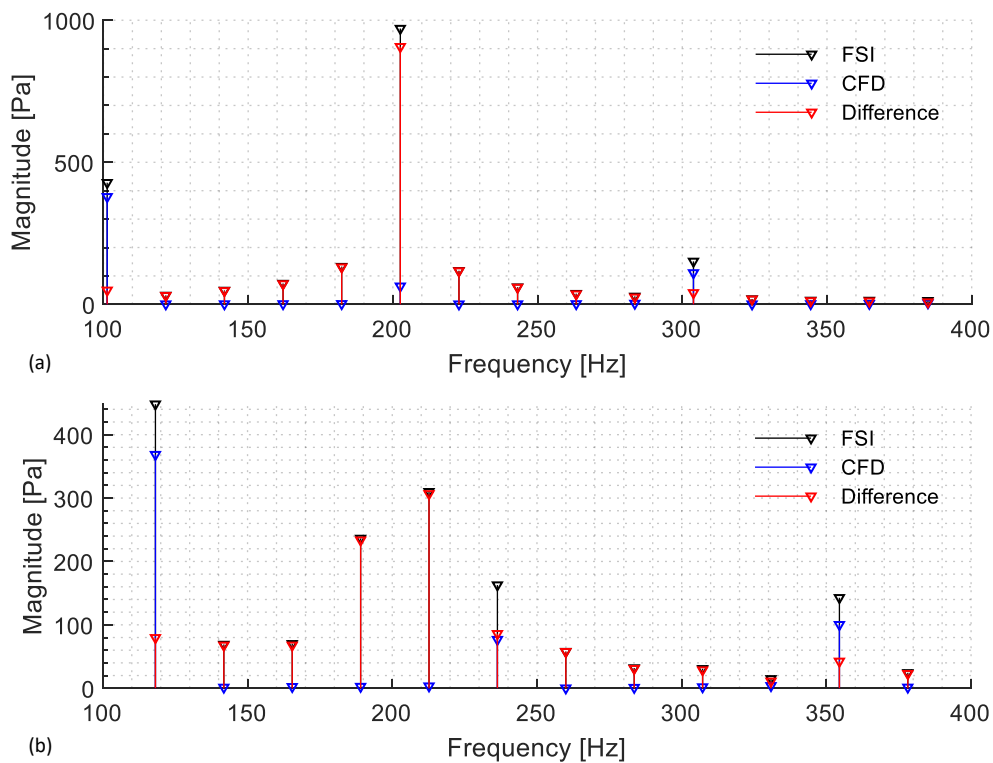 1000
500
0
Magnitude [Pa]
FSI
CFD
Difference
100 150 200 250 300 350 400
Frequency [Hz]
(a)
400
300
200
100
0
Magnitude [Pa]
FSI
CFD
Difference
100 150 200 250 300 350 400
Frequency [Hz]
(b)